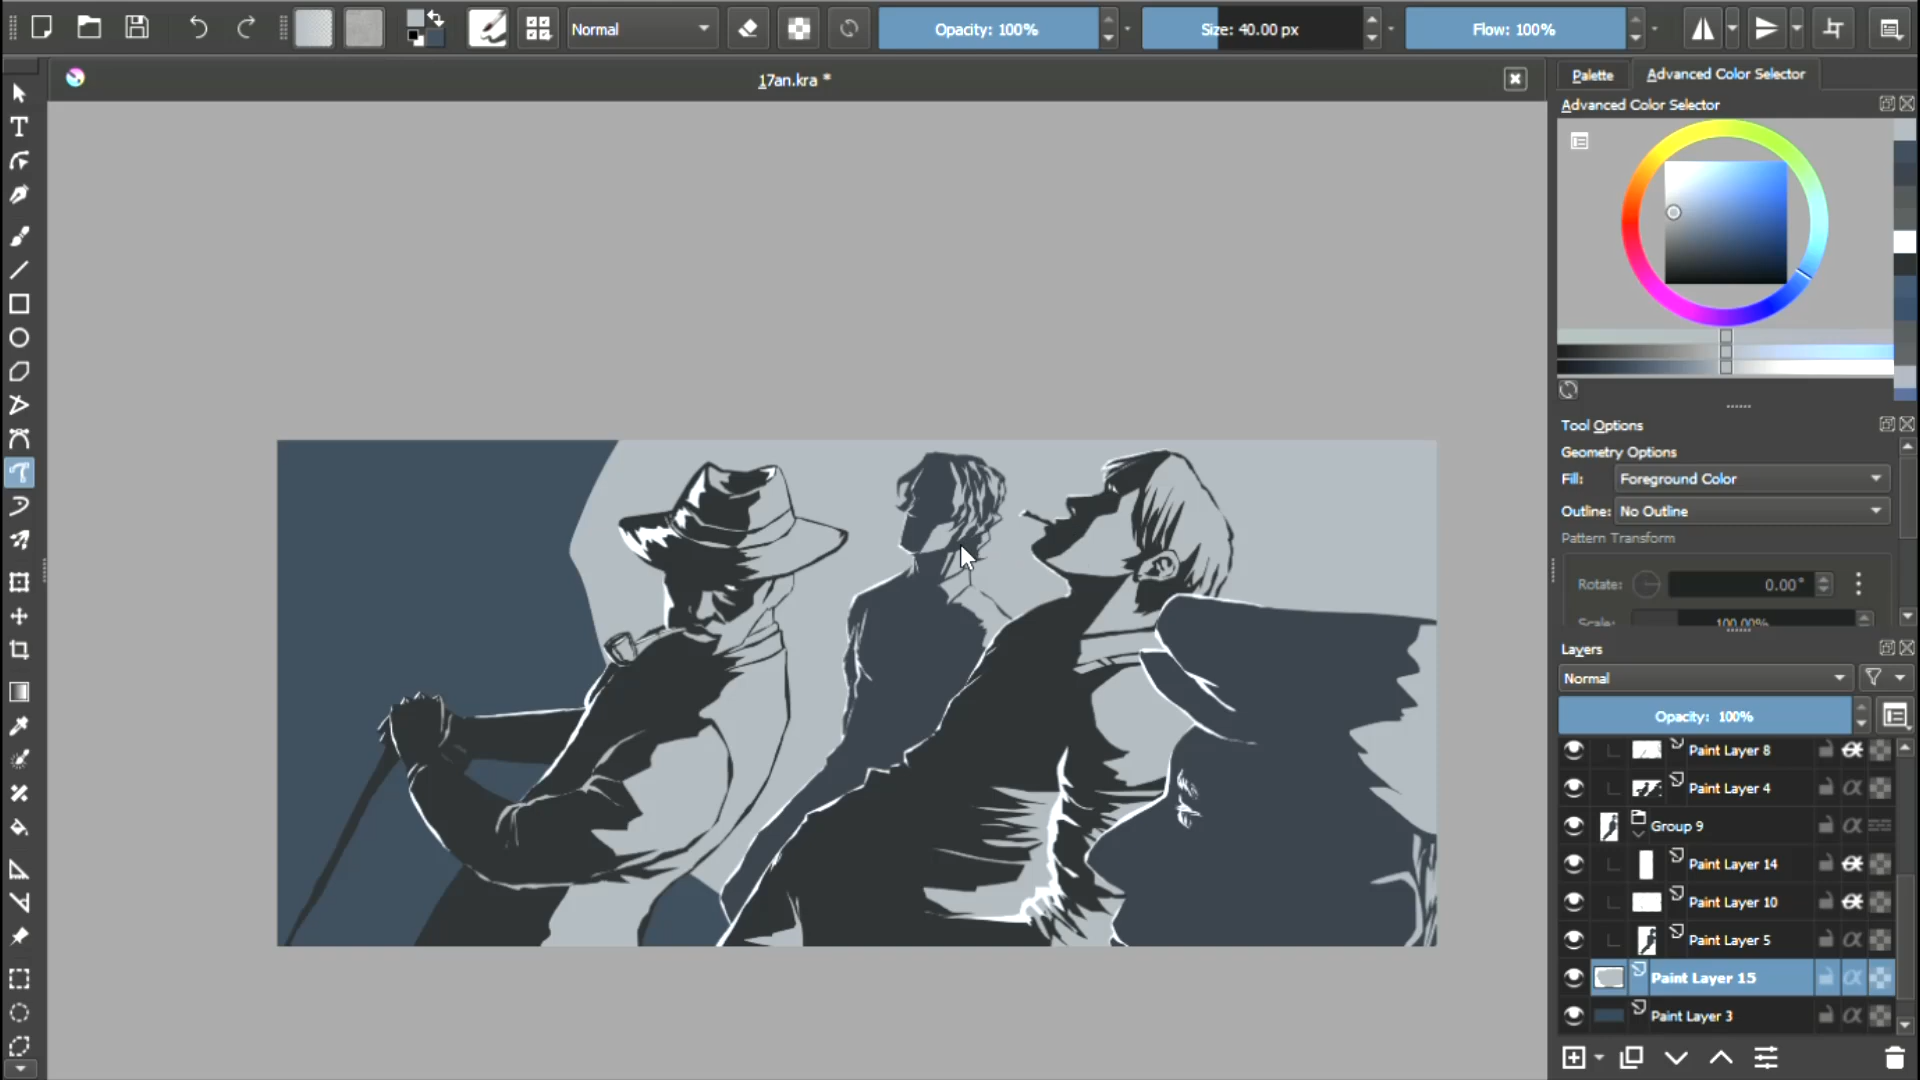 Normal
Opacity: 100%
Size: 40.00 px
Flow: 100%
17an.kra *
Palette
Advanced Color Selector
Advanced Color Selector
Tool Options
Geometry Options
Fill:
Foreground Color
Outline:
No Outline
Pattern Transform
Rotate:
0.00°
Scale:
100.00%
Layers
Normal
Opacity: 100%
Paint Layer 8
Paint Layer 4
Group 9
Paint Layer 14
Paint Layer 10
Paint Layer 5
Paint Layer 15
Paint Layer 3